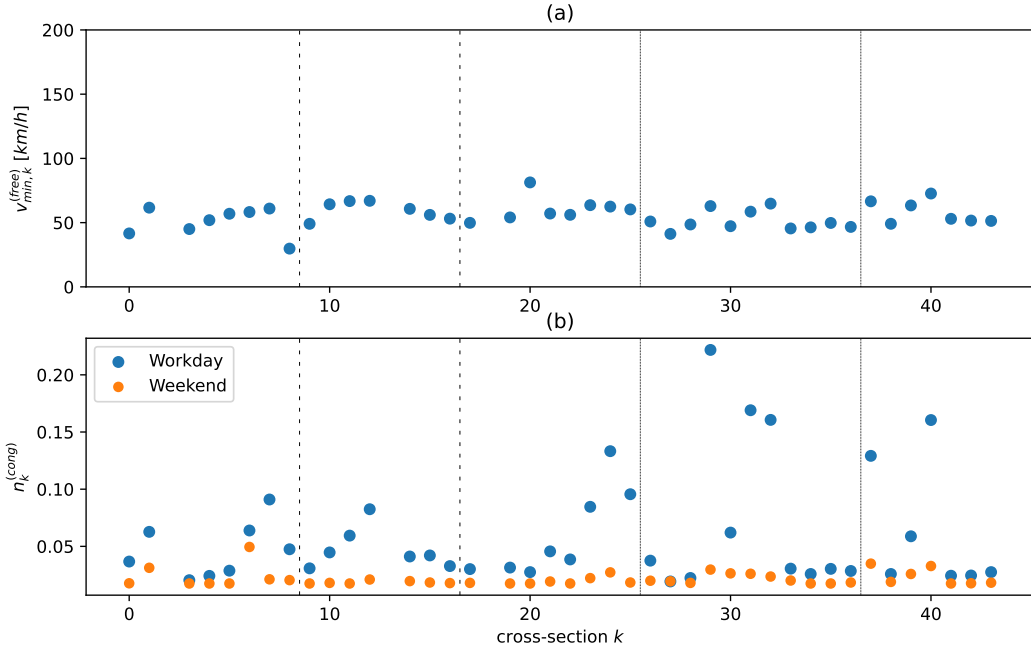 (a)
200
150
100
50
0
v_{min,k}^{(free)} [km/h]
0 10 20 30 40
(b)
Workday
Weekend
0.20
0.15
0.10
0.05
n_k^{(cong)}
0 10 20 30 40
cross-section k